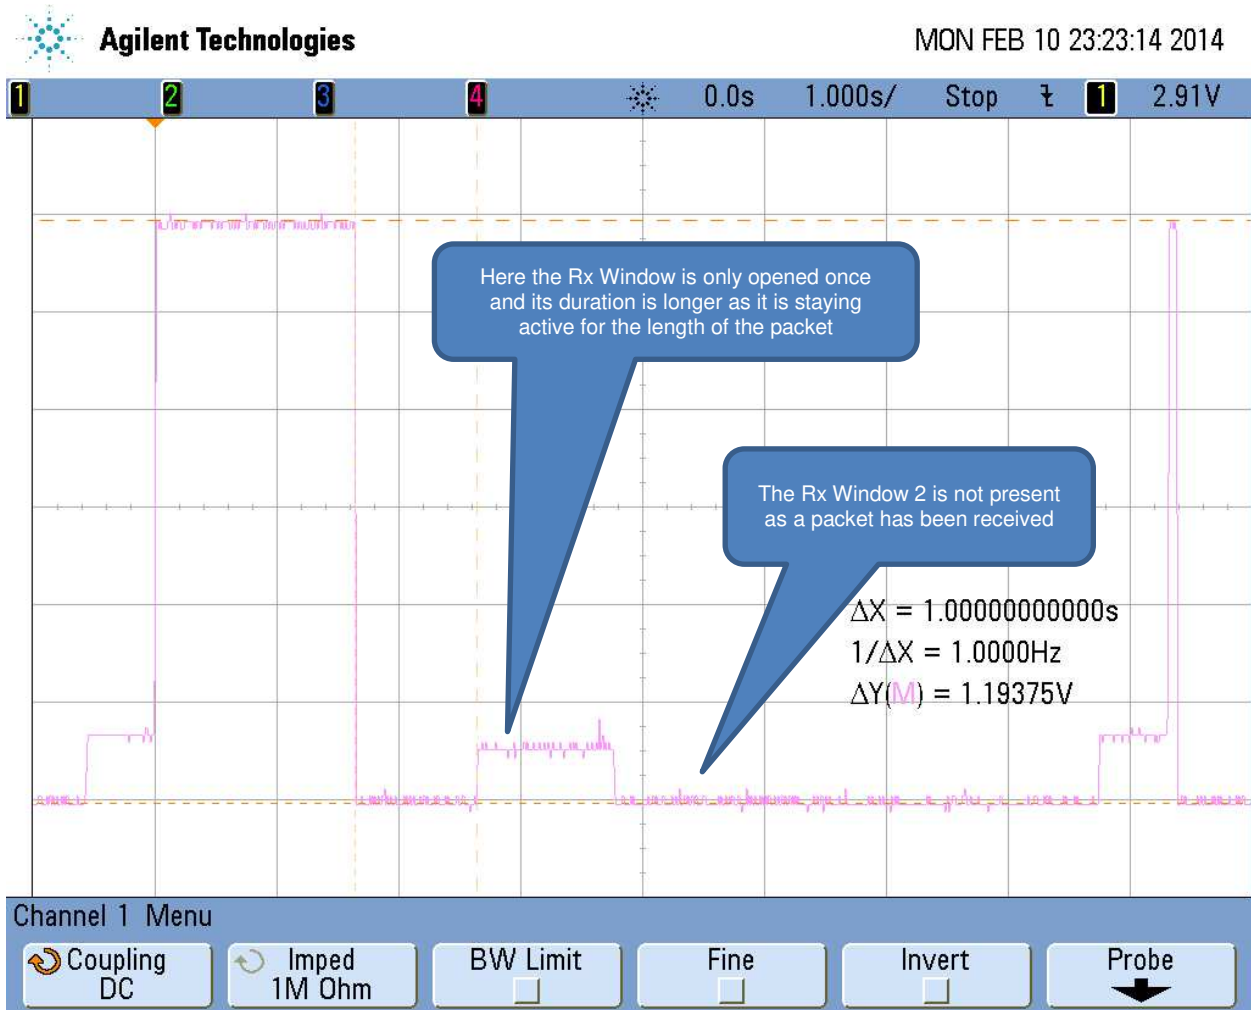 Agilent Technologies
MON FEB 10 23:23:14 2014
1 2 3 4 0.0s 1.000s/ Stop 1 2.91V
Here the Rx Window is only opened once
and its duration is longer as it is staying
active for the length of the packet
The Rx Window 2 is not present
as a packet has been received
ΔX = 1.00000000000s
1/ΔX = 1.0000Hz
ΔY(M) = 1.19375V
Channel 1 Menu
Coupling
DC
Imped
1M Ohm
BW Limit
Fine
Invert
Probe